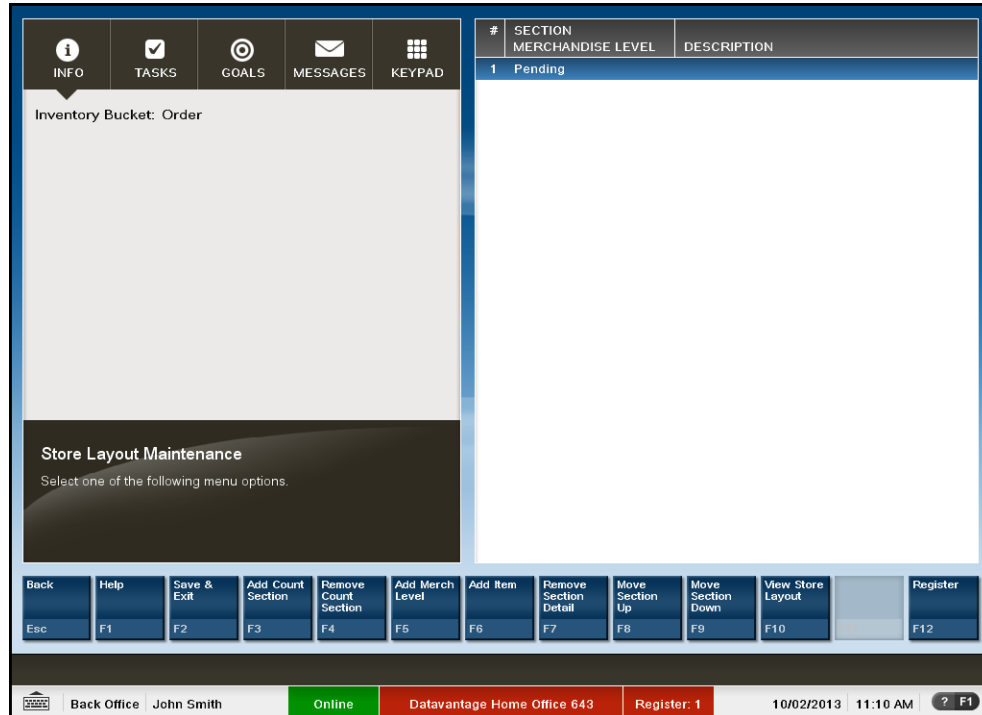 INFO
TASKS
GOALS
MESSAGES
KEYPAD
Inventory Bucket: Order
Store Layout Maintenance
Select one of the following menu options.
# SECTION
MERCHANDISE LEVEL DESCRIPTION
1 Pending
Back
Esc
Help
F1
Save &
Exit
F2
Add Count
Section
F3
Remove
Count
Section
F4
Add Merch
Level
F5
Add Item
F6
Remove
Section
Detail
F7
Move
Section
Up
F8
Move
Section
Down
F9
View Store
Layout
F10
Register
F12
Back Office John Smith Online Datavantage Home Office 643 Register: 1 10/02/2013 11:10 AM ? F1